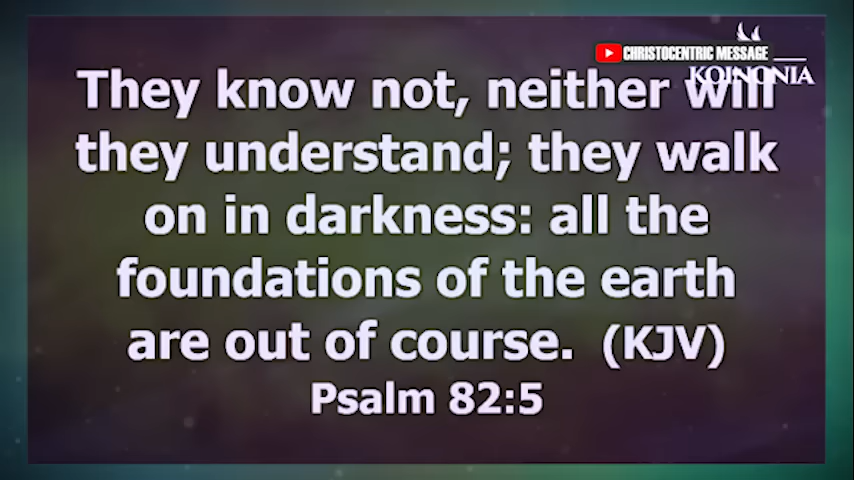 CHRISTOCENTRIC MESSAGE
KOINONIA
They know not, neither will
they understand; they walk
on in darkness: all the
foundations of the earth
are out of course. (KJV)
Psalm 82:5